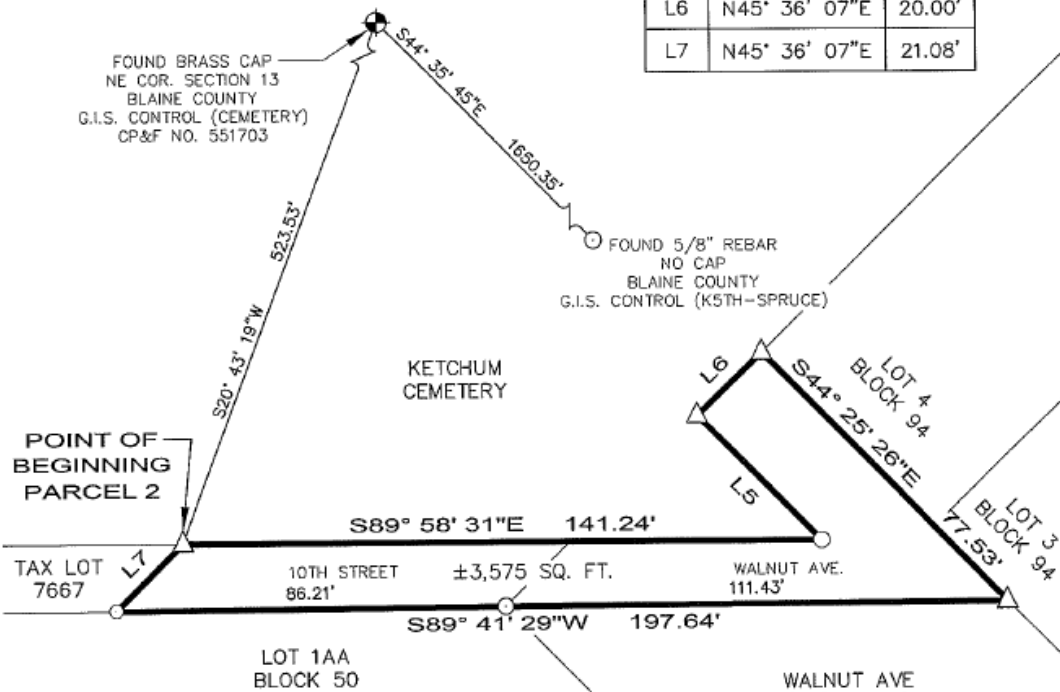 L6 N45° 36' 07"E 20.00'
L7 N45° 36' 07"E 21.08'
FOUND BRASS CAP
NE COR. SECTION 13
BLAINE COUNTY
G.I.S. CONTROL (CEMETERY)
CP&F NO. 551703
S44° 35' 45"E
1650.35'
S20° 43' 19"W 523.53'
FOUND 5/8" REBAR
NO CAP
BLAINE COUNTY
G.I.S. CONTROL (K5TH-SPRUCE)
KETCHUM
CEMETERY
L6
S44° 25' 26"E 77.53'
LOT 4
BLOCK 94
L5
LOT 3
BLOCK 94
POINT OF
BEGINNING
PARCEL 2
S89° 58' 31"E 141.24'
TAX LOT
7667
L7
10TH STREET
86.21'
±3,575 SQ. FT.
WALNUT AVE.
111.43'
S89° 41' 29"W 197.64'
LOT 1AA
BLOCK 50
WALNUT AVE